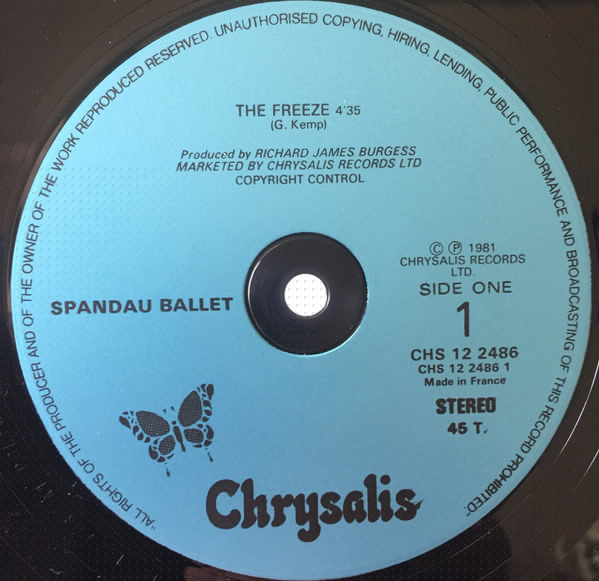 "ALL RIGHTS OF THE PRODUCER AND OF THE OWNER OF THE WORK REPRODUCED RESERVED. UNAUTHORISED COPYING, HIRING, LENDING, PUBLIC PERFORMANCE AND BROADCASTING OF THIS RECORD PROHIBITED."
THE FREEZE 4'35
(G. Kemp)
Produced by RICHARD JAMES BURGESS
MARKETED BY CHRYSALIS RECORDS LTD
COPYRIGHT CONTROL
SPANDAU BALLET
© ℗ 1981
CHRYSALIS RECORDS
LTD.
SIDE ONE
1
CHS 12 2486
CHS 12 2486 1
Made in France
STEREO
45 T.
Chrysalis